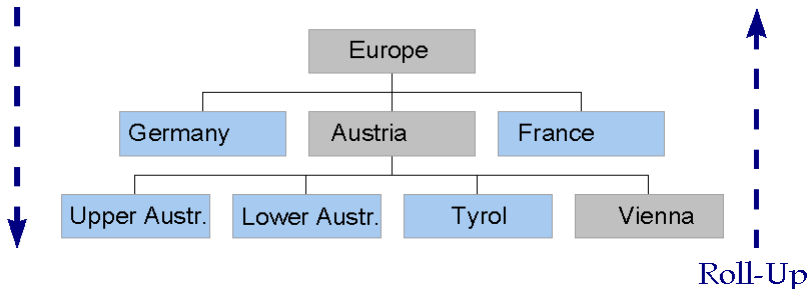 Europe
Germany Austria France
Upper Austr. Lower Austr. Tyrol Vienna
Roll-Up